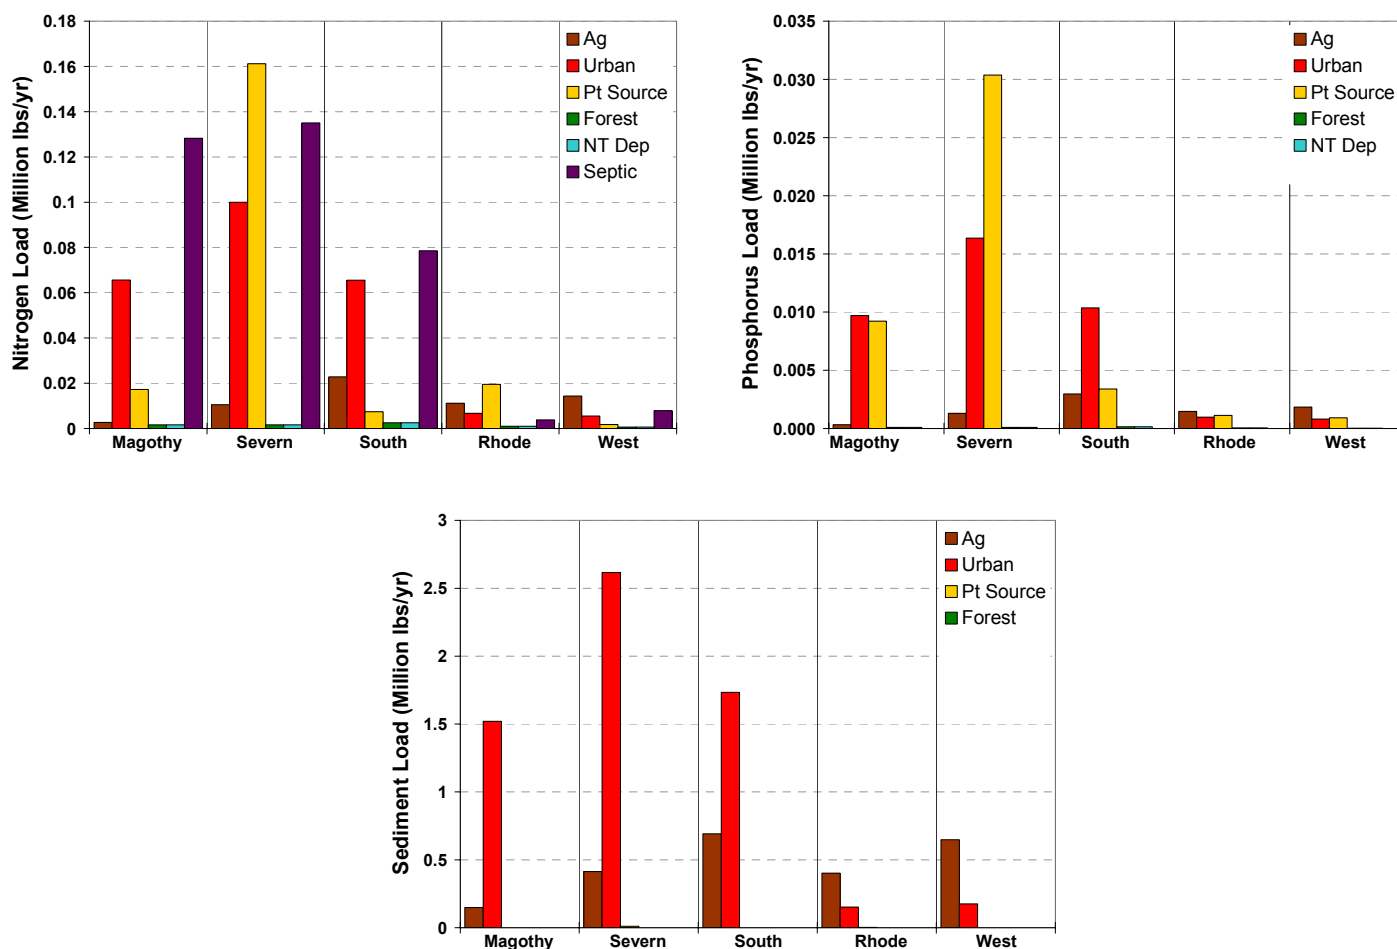 Nitrogen Load (Million lbs/yr)
0.18
0.16
0.14
0.12
0.1
0.08
0.06
0.04
0.02
0
Ag
Urban
Pt Source
Forest
NT Dep
Septic
Magothy Severn South Rhode West
Phosphorus Load (Million lbs/yr)
0.035
0.030
0.025
0.020
0.015
0.010
0.005
0.000
Ag
Urban
Pt Source
Forest
NT Dep
Magothy Severn South Rhode West
Sediment Load (Million lbs/yr)
3
2.5
2
1.5
1
0.5
0
Ag
Urban
Pt Source
Forest
Magothy Severn South Rhode West